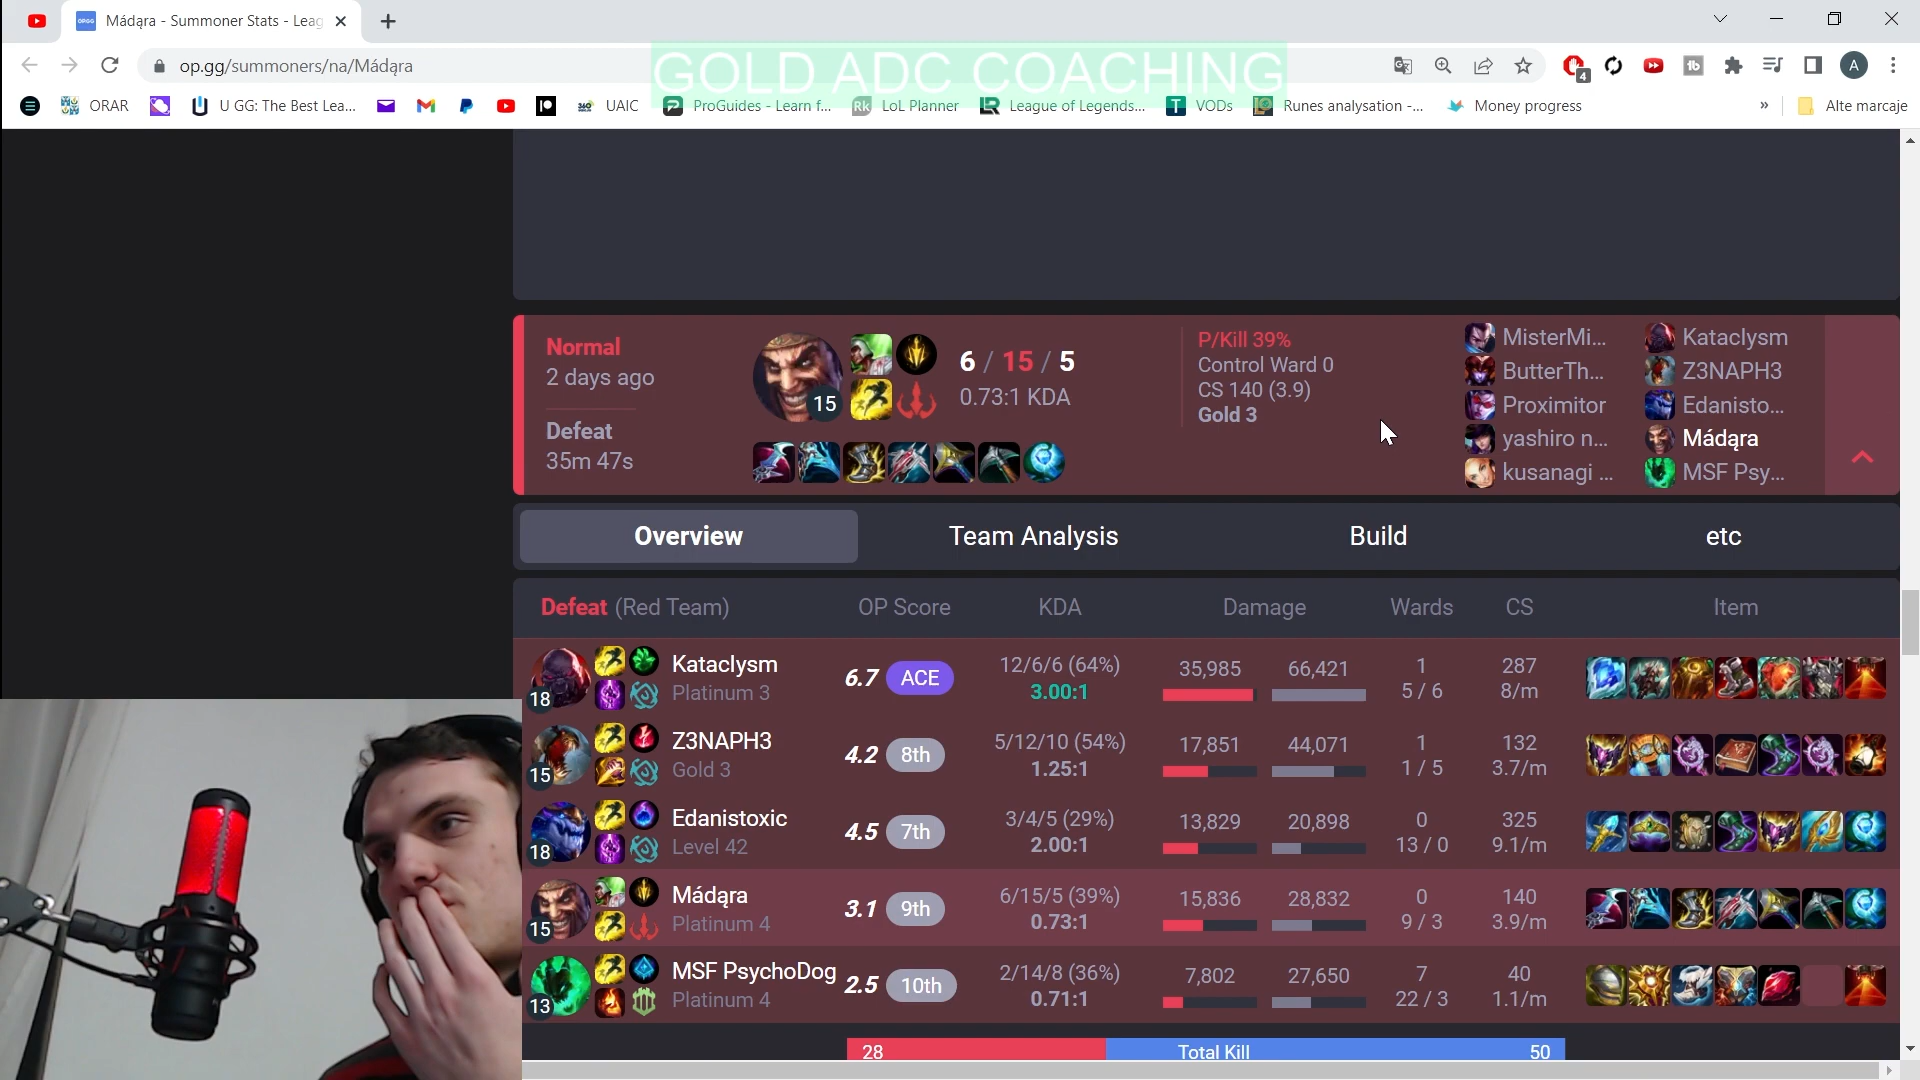 Mádąra - Summoner Stats - Leag
op.gg/summoners/na/Mádąra
GOLD ADC COACHING
4
A
ORAR
U GG: The Best Lea...
UAIC
ProGuides - Learn f...
LoL Planner
League of Legends...
VODs
Runes analysation -...
Money progress
»
Alte marcaje
Normal
2 days ago
Defeat
35m 47s
15
6 / 15 / 5
0.73:1 KDA
P/Kill 39%
Control Ward 0
CS 140 (3.9)
Gold 3
MisterMi... Kataclysm
ButterTh... Z3NAPH3
Proximitor Edanisto...
yashiro n... Mádąra
kusanagi ... MSF Psy...
Overview Team Analysis Build etc
Defeat (Red Team) OP Score KDA Damage Wards CS Item
18 Kataclysm Platinum 3 6.7 ACE 12/6/6 (64%) 3.00:1 35,985 66,421 1 5 / 6 287 8/m
15 Z3NAPH3 Gold 3 4.2 8th 5/12/10 (54%) 1.25:1 17,851 44,071 1 1 / 5 132 3.7/m
18 Edanistoxic Level 42 4.5 7th 3/4/5 (29%) 2.00:1 13,829 20,898 0 13 / 0 325 9.1/m
15 Mádąra Platinum 4 3.1 9th 6/15/5 (39%) 0.73:1 15,836 28,832 0 9 / 3 140 3.9/m
13 MSF PsychoDog Platinum 4 2.5 10th 2/14/8 (36%) 0.71:1 7,802 27,650 7 22 / 3 40 1.1/m
28 Total Kill 50